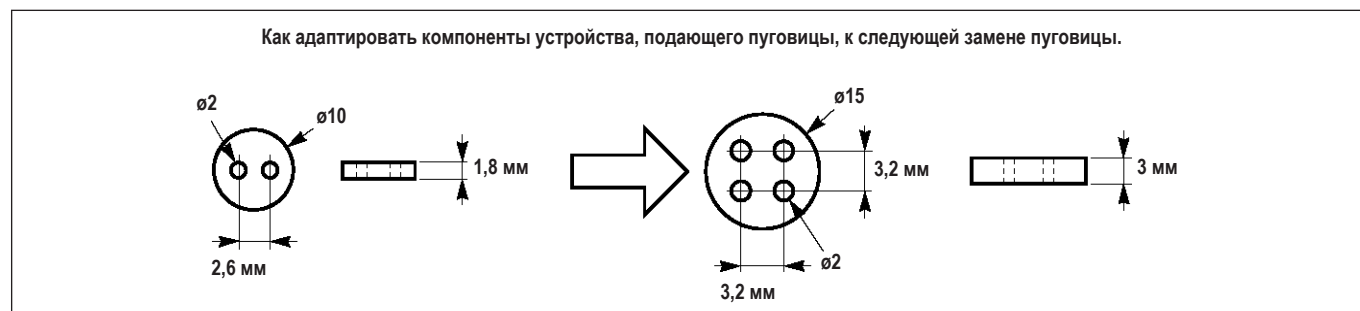 Как адаптировать компоненты устройства, подающего пуговицы, к следующей замене пуговицы.
ø2
ø10
1,8 мм
2,6 мм
ø15
3,2 мм
ø2
3,2 мм
3 мм